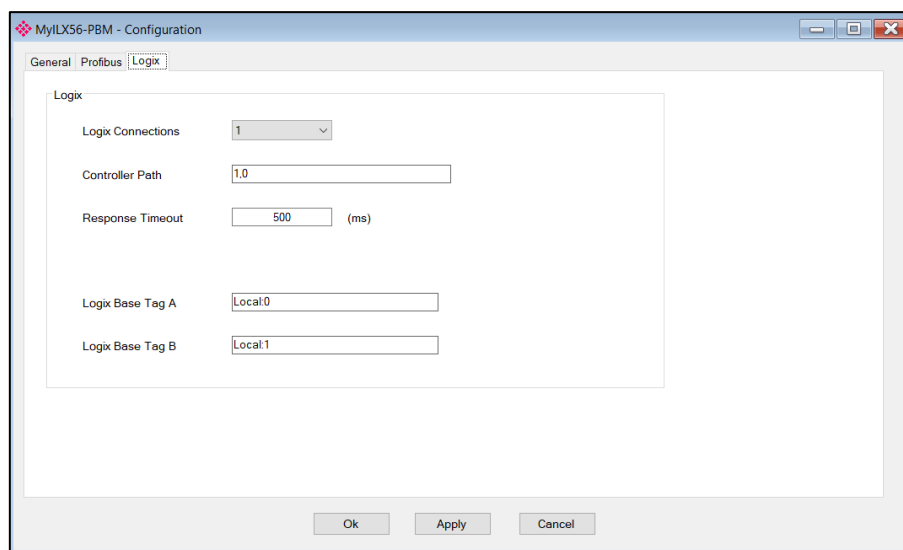 MyILX56-PBM - Configuration
General Profibus Logix
Logix
Logix Connections 1
Controller Path 1,0
Response Timeout 500 (ms)
Logix Base Tag A Local:0
Logix Base Tag B Local:1
Ok Apply Cancel